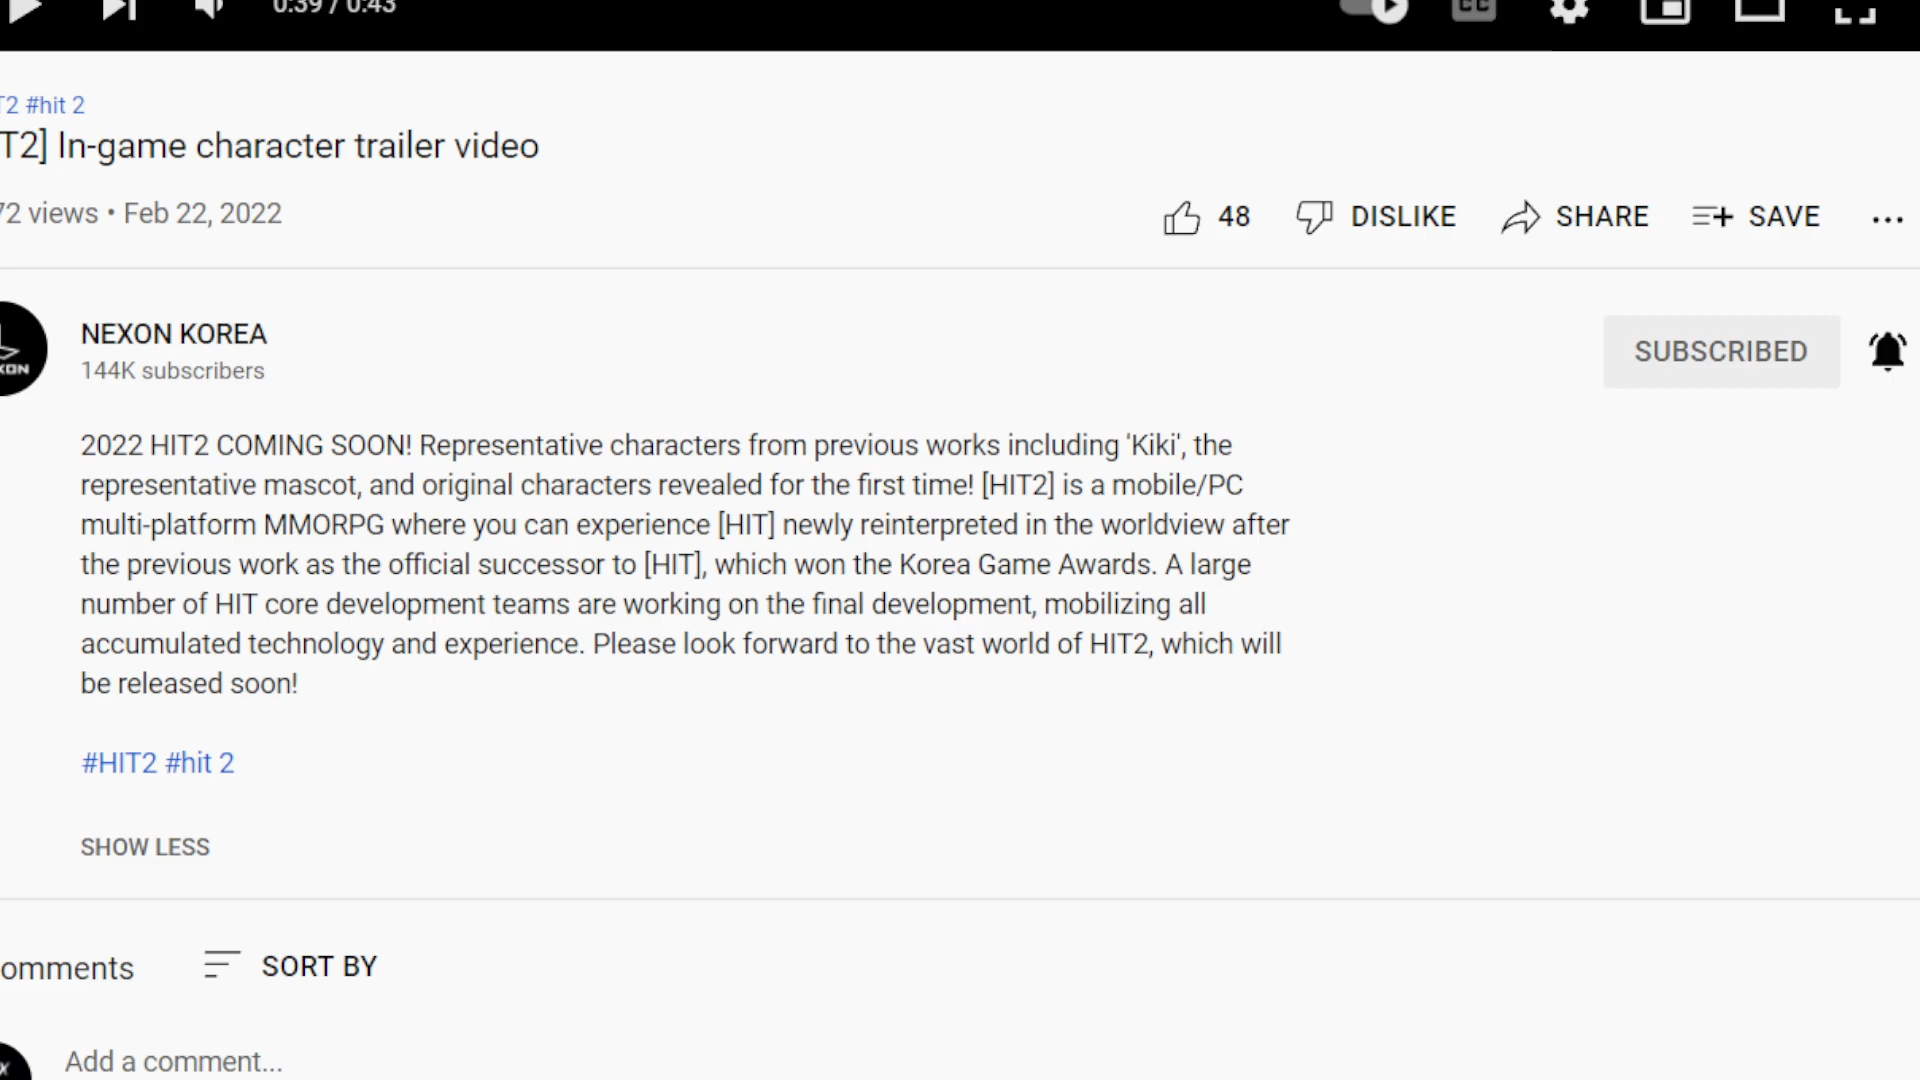 0:39 / 0:43
CC
T2 #hit 2
T2] In-game character trailer video
72 views • Feb 22, 2022
48 DISLIKE SHARE SAVE
NEXON KOREA
144K subscribers
SUBSCRIBED
2022 HIT2 COMING SOON! Representative characters from previous works including 'Kiki', the
representative mascot, and original characters revealed for the first time! [HIT2] is a mobile/PC
multi-platform MMORPG where you can experience [HIT] newly reinterpreted in the worldview after
the previous work as the official successor to [HIT], which won the Korea Game Awards. A large
number of HIT core development teams are working on the final development, mobilizing all
accumulated technology and experience. Please look forward to the vast world of HIT2, which will
be released soon!
#HIT2 #hit 2
SHOW LESS
omments SORT BY
Add a comment...